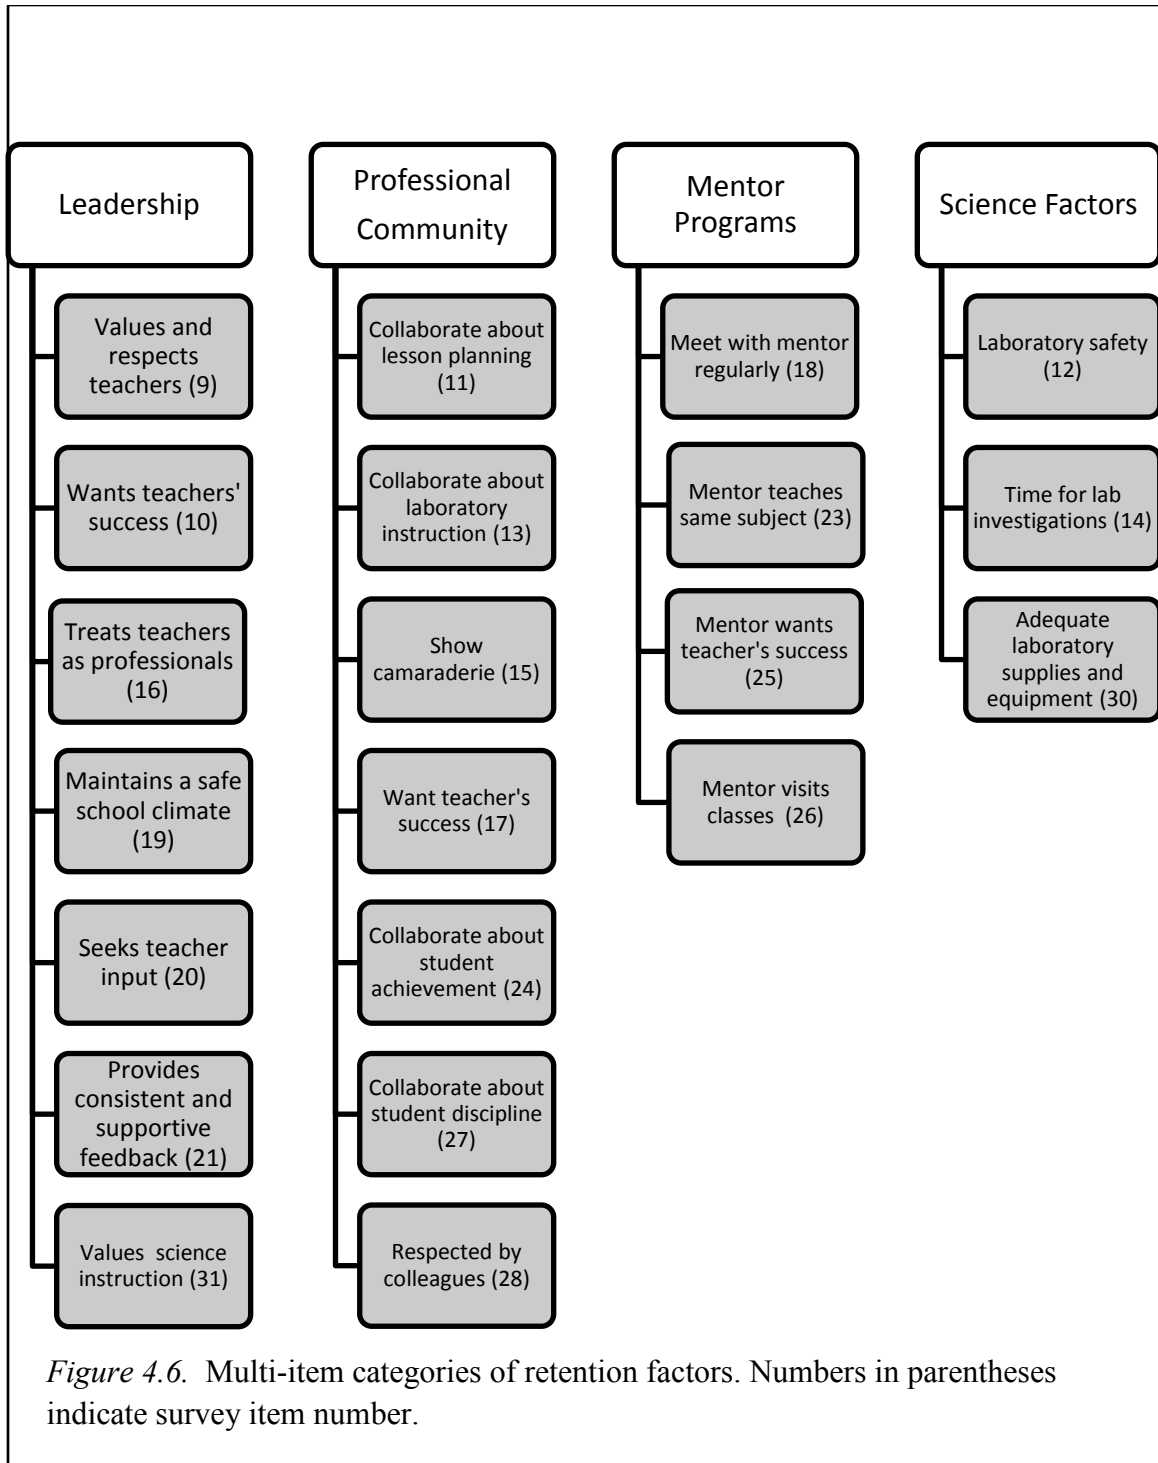 Leadership
Values and
respects
teachers (9)
Wants teachers'
success (10)
Treats teachers
as professionals
(16)
Maintains a safe
school climate
(19)
Seeks teacher
input (20)
Provides
consistent and
supportive
feedback (21)
Values science
instruction (31)
Professional
Community
Collaborate about
lesson planning
(11)
Collaborate about
laboratory
instruction (13)
Show
camaraderie (15)
Want teacher's
success (17)
Collaborate about
student
achievement (24)
Collaborate about
student discipline
(27)
Respected by
colleagues (28)
Mentor
Programs
Meet with mentor
regularly (18)
Mentor teaches
same subject (23)
Mentor wants
teacher's success
(25)
Mentor visits
classes (26)
Science Factors
Laboratory safety
(12)
Time for lab
investigations (14)
Adequate
laboratory
supplies and
equipment (30)
Figure 4.6. Multi-item categories of retention factors. Numbers in parentheses
indicate survey item number.